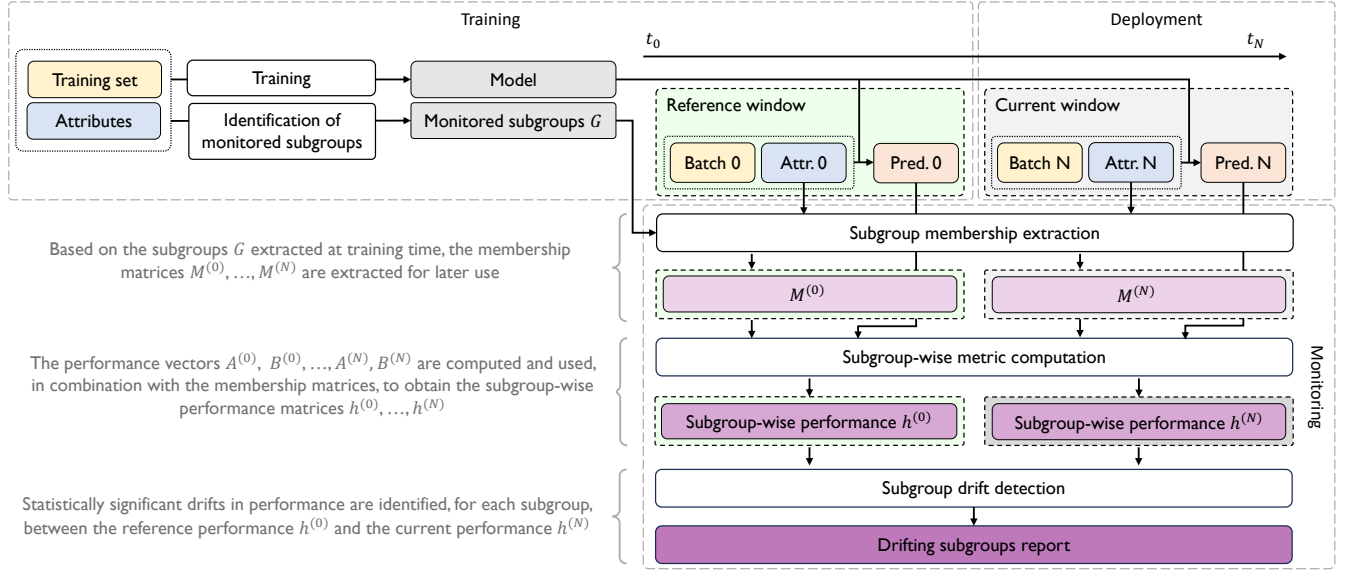 Training
Deployment
t₀
t_N
Training set
Training
Model
Attributes
Identification of
monitored subgroups
Monitored subgroups G
Reference window
Current window
Batch 0
Attr. 0
Pred. 0
Batch N
Attr. N
Pred. N
Based on the subgroups G extracted at training time, the membership
matrices M⁽⁰⁾, …, M⁽ᴺ⁾ are extracted for later use
Subgroup membership extraction
M⁽⁰⁾
M⁽ᴺ⁾
The performance vectors A⁽⁰⁾, B⁽⁰⁾, …, A⁽ᴺ⁾, B⁽ᴺ⁾ are computed and used,
in combination with the membership matrices, to obtain the subgroup-wise
performance matrices h⁽⁰⁾, …, h⁽ᴺ⁾
Subgroup-wise metric computation
Subgroup-wise performance h⁽⁰⁾
Subgroup-wise performance h⁽ᴺ⁾
Monitoring
Statistically significant drifts in performance are identified, for each subgroup,
between the reference performance h⁽⁰⁾ and the current performance h⁽ᴺ⁾
Subgroup drift detection
Drifting subgroups report